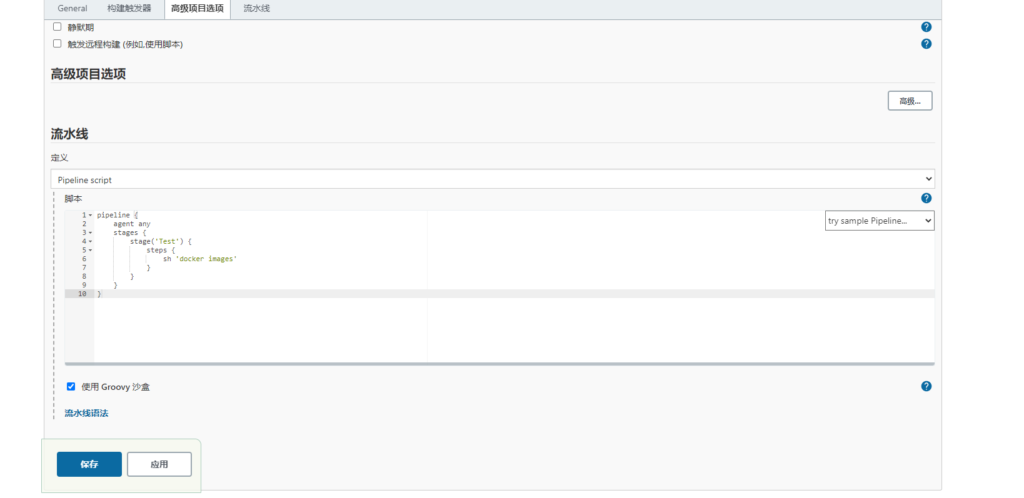 General 构建触发器 高级项目选项 流水线
静默期
触发远程构建 (例如,使用脚本)
高级项目选项
高级...
流水线
定义
Pipeline script
脚本
try sample Pipeline...
1 pipeline {
2 agent any
3 stages {
4 stage('Test') {
5 steps {
6 sh 'docker images'
7 }
8 }
9 }
10 }
使用 Groovy 沙盒
流水线语法
保存 应用